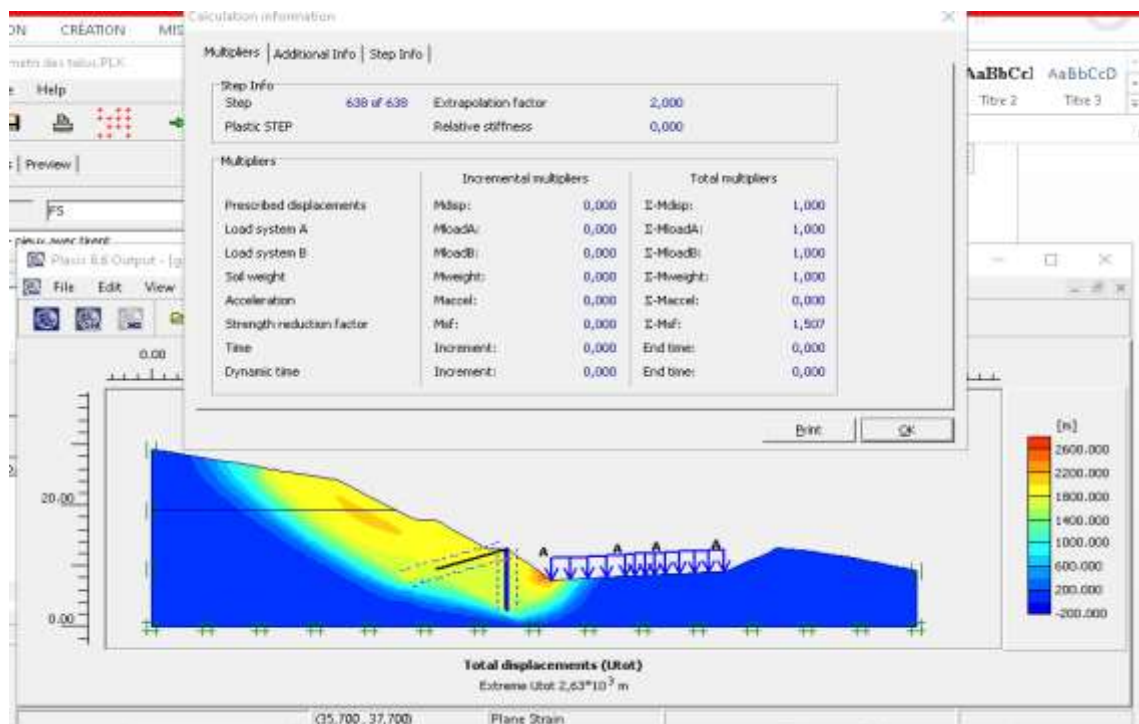 Calculation information
CRÉATION
Multipliers
Additional Info
Step Info
AaBbCcD
Titre 2
Titre 3
Help
Preview
Step Info
Step 638 of 638 Extrapolation factor 2,000
Plastic STEP Relative stiffness 0,000
Multipliers
Incremental multipliers Total multipliers
Prescribed displacements Mdisp: 0,000 Σ-Mdisp: 1,000
Load system A MloadA: 0,000 Σ-MloadA: 1,000
Load system B MloadB: 0,000 Σ-MloadB: 1,000
Soil weight Mweight: 0,000 Σ-Mweight: 1,000
Acceleration Maccel: 0,000 Σ-Maccel: 0,000
Strength reduction factor Msf: 0,000 Σ-Msf: 1,507
Time Increment: 0,000 End time: 0,000
Dynamic time Increment: 0,000 End time: 0,000
Print OK
FS
pieux avec tirent
Plaxis 8.6 Output
File Edit View
0.00
20.00
0.00
A A A A
[m]
2600.000
2200.000
1800.000
1400.000
1000.000
600.000
200.000
-200.000
Total displacements (Utot)
Extreme Utot 2,63*10³ m
(35.700 , 37.700) Plane Strain